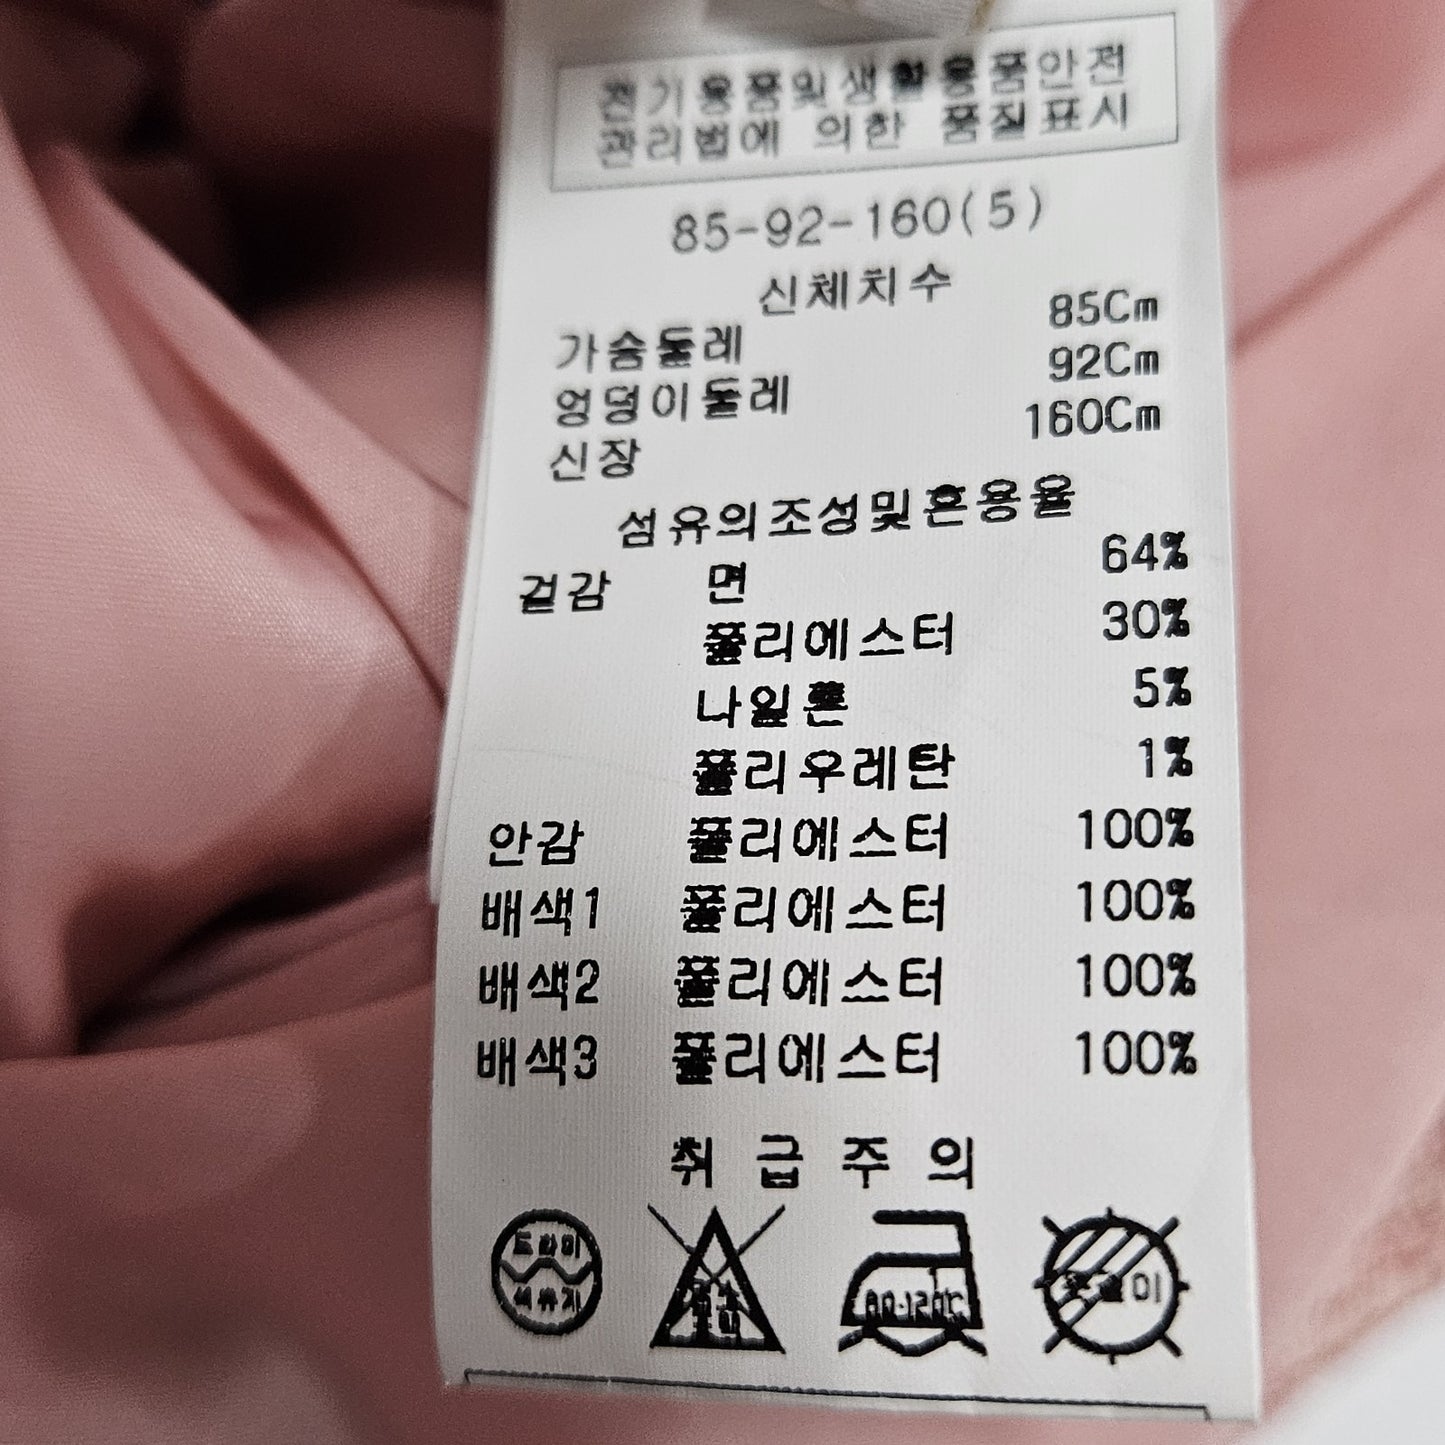 전기용품및생활용품안전
관리법에 의한 품질표시
85-92-160(5)
신체치수
가슴둘레 85Cm
엉덩이둘레 92Cm
신장 160Cm
섬유의조성및혼용율
겉감 면 64%
폴리에스터 30%
나일론 5%
폴리우레탄 1%
안감 폴리에스터 100%
배색1 폴리에스터 100%
배색2 폴리에스터 100%
배색3 폴리에스터 100%
취급주의
드라이
석유계
80-120℃
옷걸이